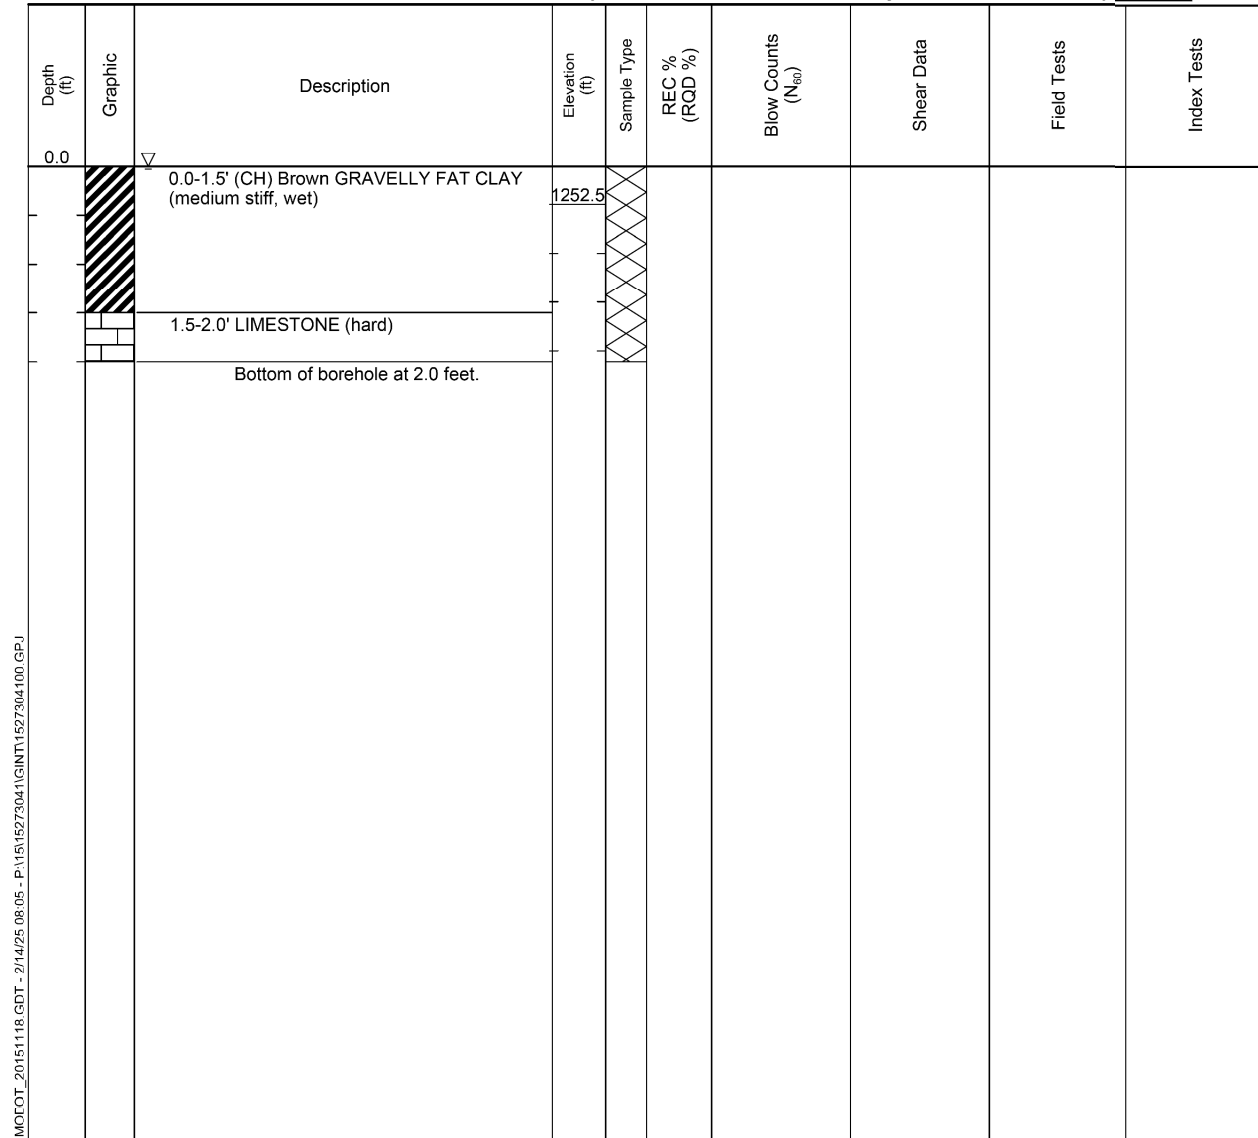 Depth
(ft)
Graphic
Description
Elevation
(ft)
Sample Type
REC %
(RQD %)
Blow Counts
(N60)
Shear Data
Field Tests
Index Tests
0.0
0.0-1.5' (CH) Brown GRAVELLY FAT CLAY
(medium stiff, wet)
1252.5
1.5-2.0' LIMESTONE (hard)
Bottom of borehole at 2.0 feet.
MODOT_20151118.GDT - 2/14/25 08:05 - P:\15\15273041\GINT\1527304100.GPJ